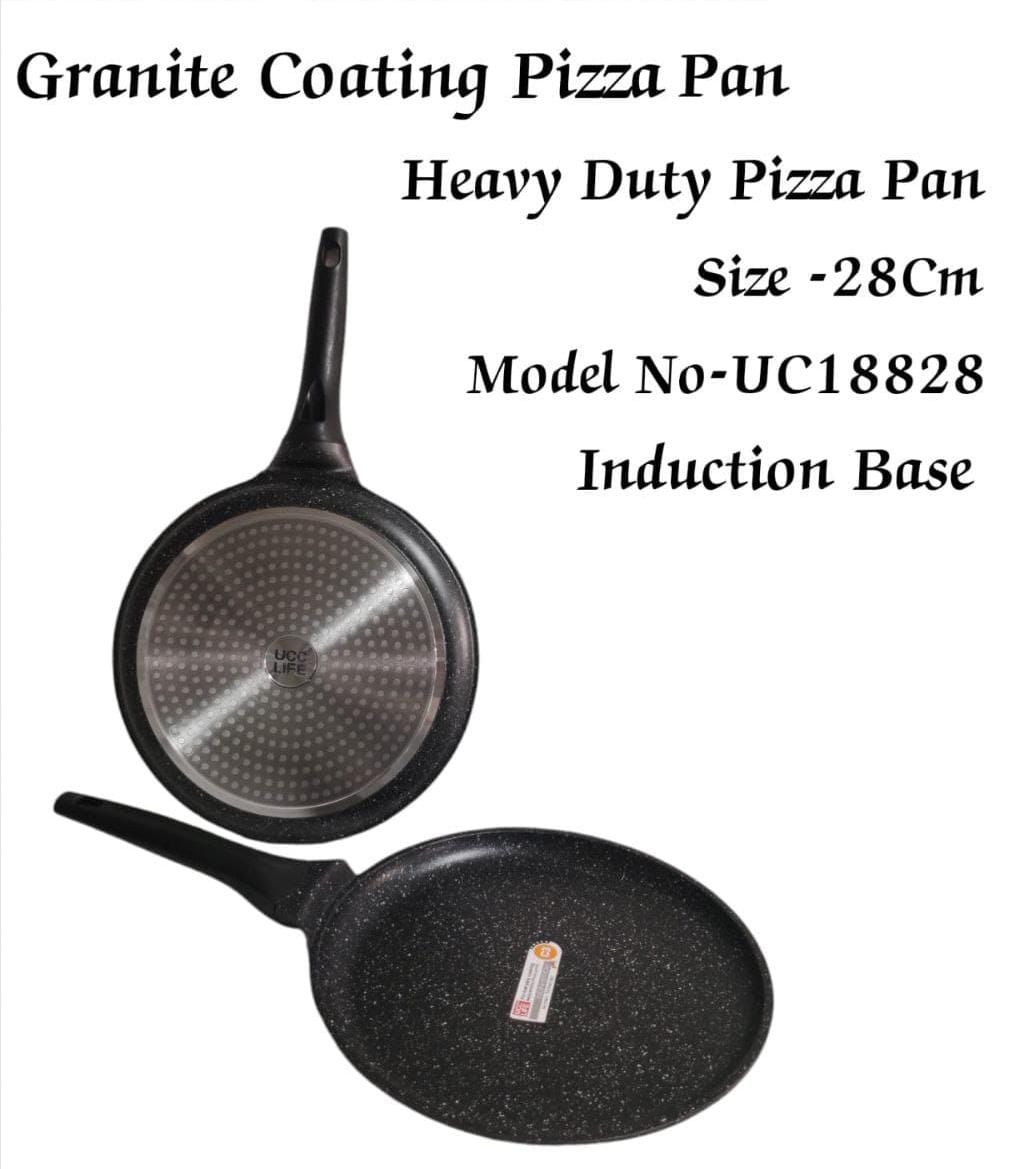 Granite Coating Pizza Pan
Heavy Duty Pizza Pan
Size -28Cm
Model No-UC18828
Induction Base
UCC
LIFE